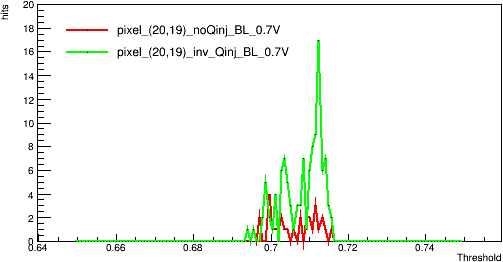 hits
20
18
16
14
12
10
8
6
4
2
0
pixel_(20,19)_noQinj_BL_0.7V
pixel_(20,19)_inv_Qinj_BL_0.7V
0.64 0.66 0.68 0.7 0.72 0.74
Threshold